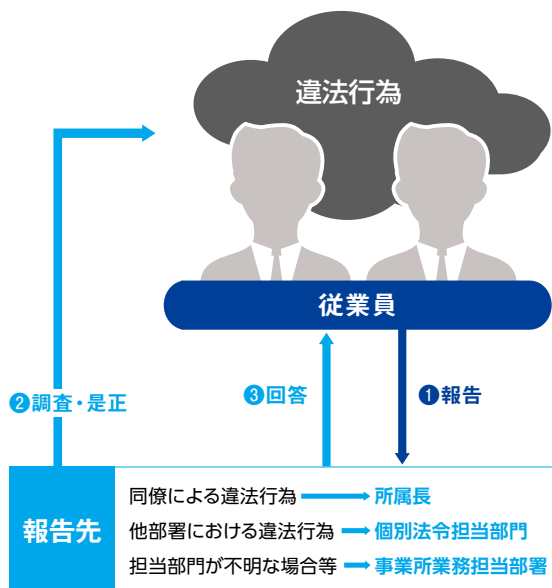 違法行為
従業員
❷調査・是正
❸回答
❶報告
報告先
同僚による違法行為 → 所属長
他部署における違法行為 → 個別法令担当部門
担当部門が不明な場合等 → 事業所業務担当部署